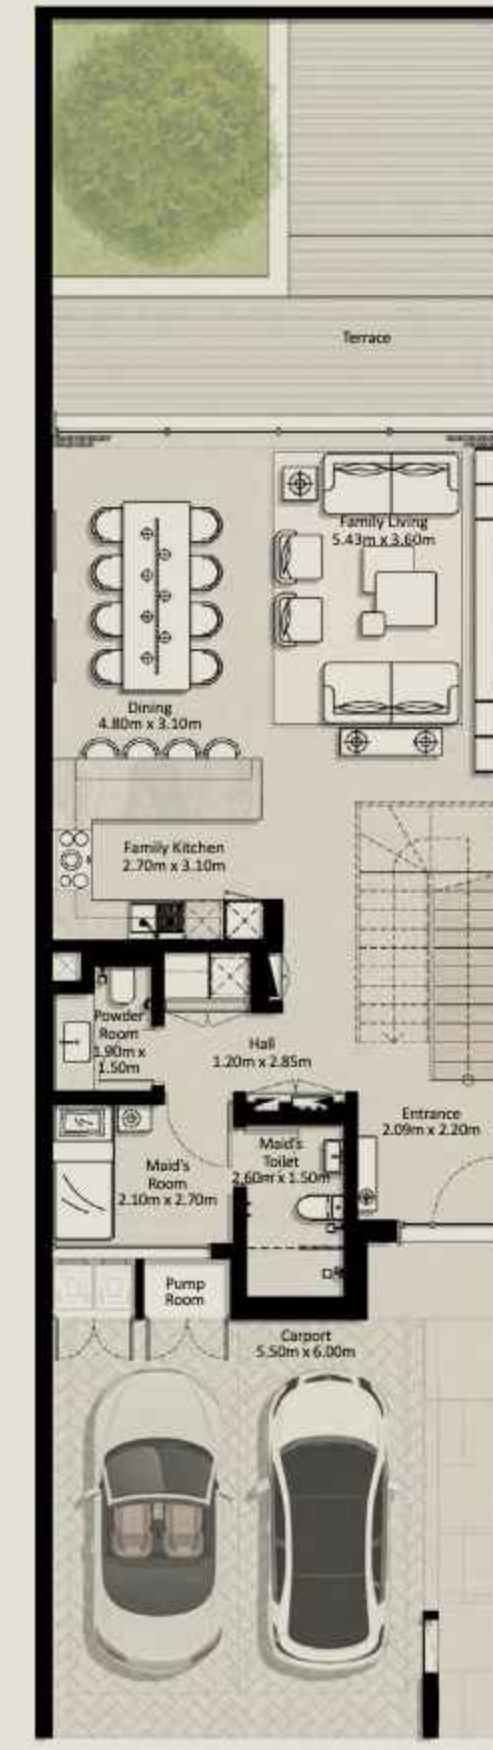 Terrace
Family Living
5.43m x 3.60m
Dining
4.80m x 3.10m
Family Kitchen
2.70m x 3.10m
Powder
Room
1.90m x
1.50m
Hall
1.20m x 2.85m
Entrance
2.09m x 2.20m
Maid's
Toilet
2.60m x 1.50m
Maid's
Room
2.10m x 2.70m
Pump
Room
Carport
5.50m x 6.00m